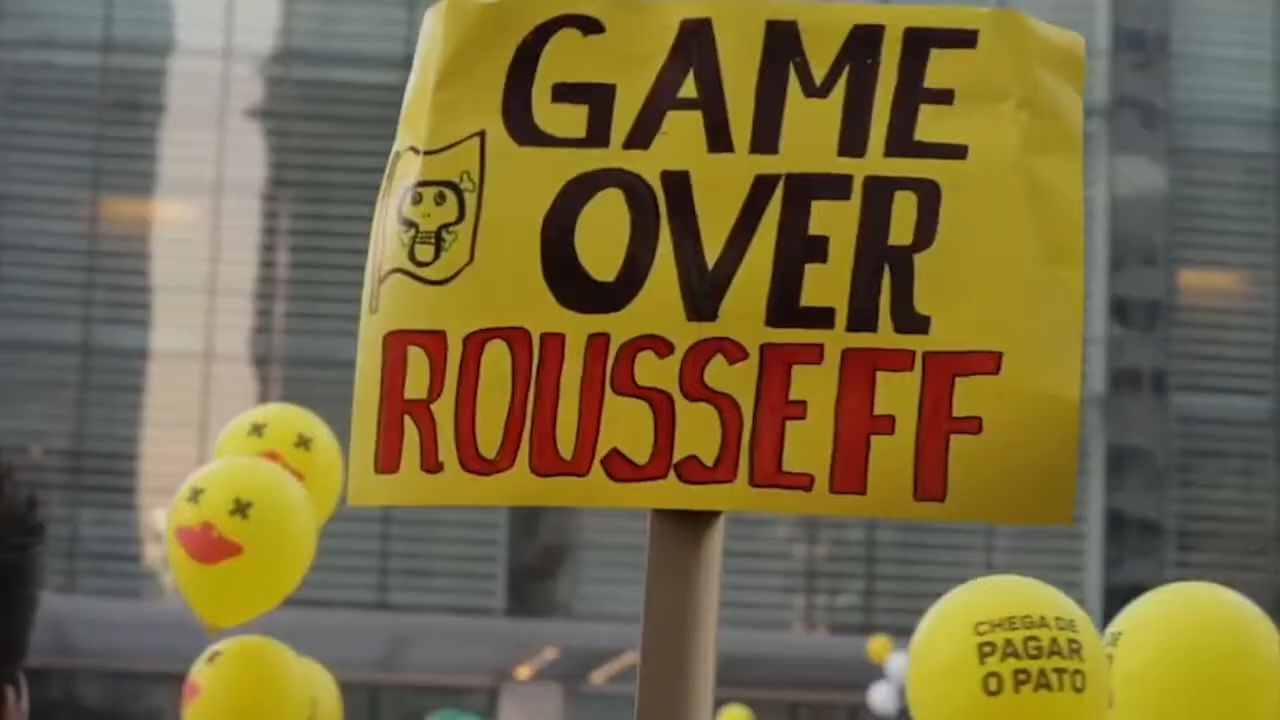 GAME
OVER
ROUSSEFF
CHEGA DE
PAGAR
O PATO